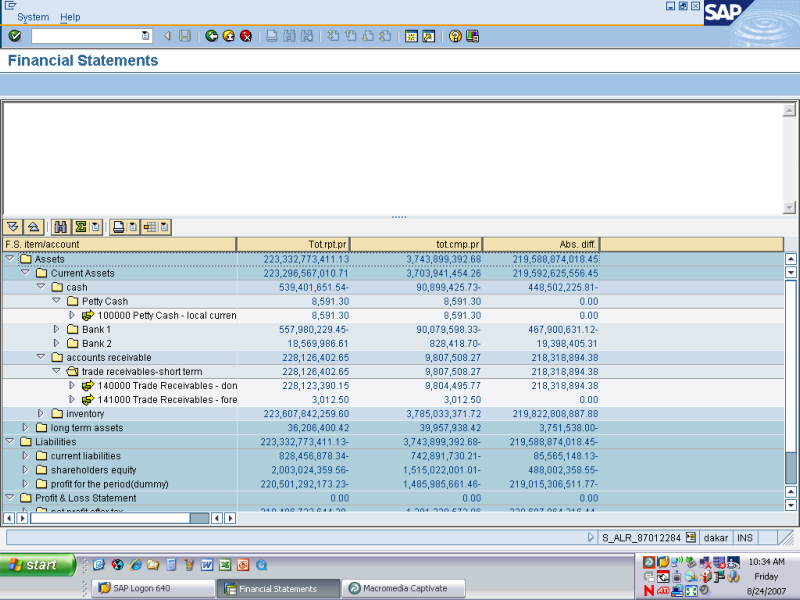 System Help
SAP
Financial Statements
F.S. item/account Tot.rpt.pr tot.cmp.pr Abs. diff.
Assets 223,332,773,411.13 3,743,899,392.68 219,588,874,018.45
Current Assets 223,296,567,010.71 3,703,941,454.26 219,592,625,556.45
cash 539,401,651.54- 90,899,425.73- 448,502,225.81-
Petty Cash 8,591.30 8,591.30 0.00
100000 Petty Cash - local curren 8,591.30 8,591.30 0.00
Bank 1 557,980,229.45- 90,079,598.33- 467,900,631.12-
Bank 2 18,569,986.61 828,418.70- 19,398,405.31
accounts receivable 228,126,402.65 9,807,508.27 218,318,894.38
trade receivables-short term 228,126,402.65 9,807,508.27 218,318,894.38
140000 Trade Receivables - don 228,123,390.15 9,804,495.77 218,318,894.38
141000 Trade Receivables - fore 3,012.50 3,012.50 0.00
inventory 223,607,842,259.60 3,785,033,371.72 219,822,808,887.88
long term assets 36,206,400.42 39,957,938.42 3,751,538.00-
Liabilities 223,332,773,411.13- 3,743,899,392.68- 219,588,874,018.45-
current liabilities 828,456,878.34- 742,891,730.21- 85,565,148.13-
shareholders equity 2,003,024,359.56- 1,515,022,001.01- 488,002,358.55-
profit for the period(dummy) 220,501,292,173.23- 1,485,985,661.46- 219,015,306,511.77-
Profit & Loss Statement 0.00 0.00 0.00
net profit after tax
S_ALR_87012284 dakar INS
start 10:34 AM
SAP Logon 640 Financial Statements Macromedia Captivate Friday
8/24/2007